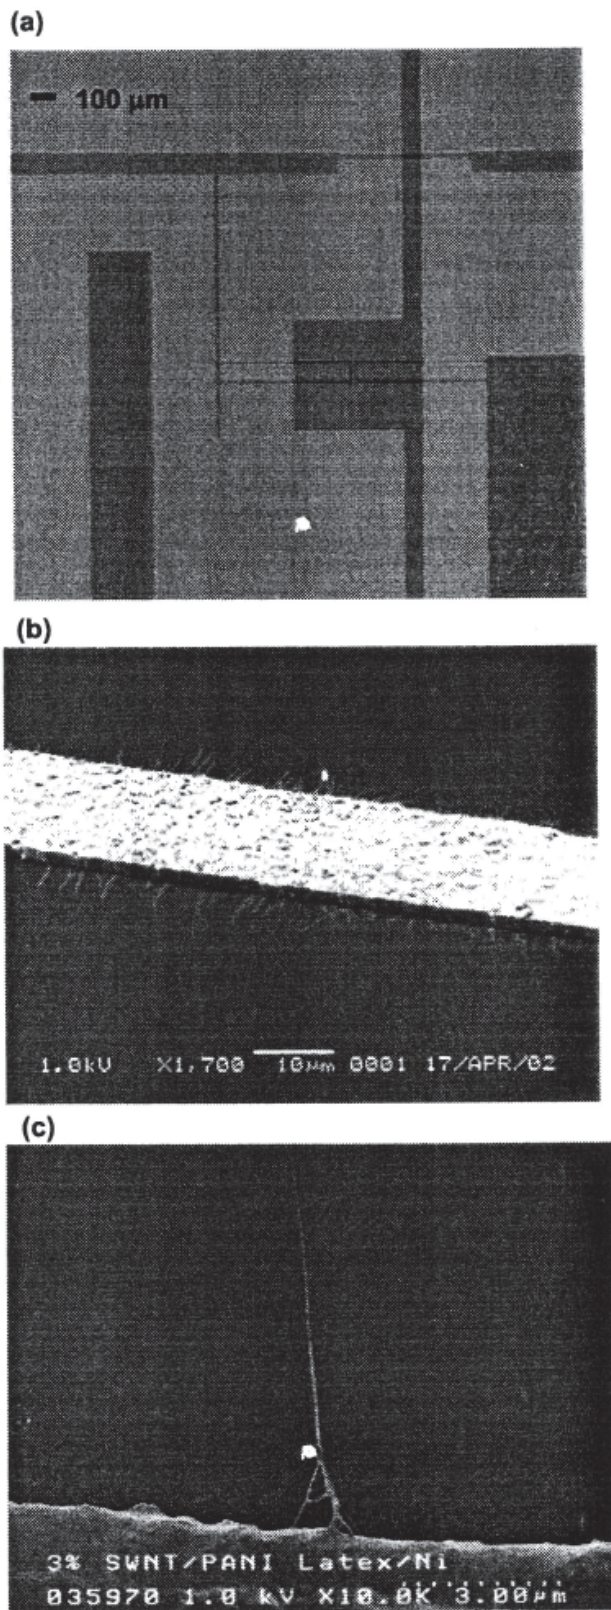 (a)
100 µm
(b)
1.0kV X1,700 10µm 0001 17/APR/02
(c)
3% SWNT/PANI Latex/Ni
035970 1.0 kV X10.0K 3.00µm